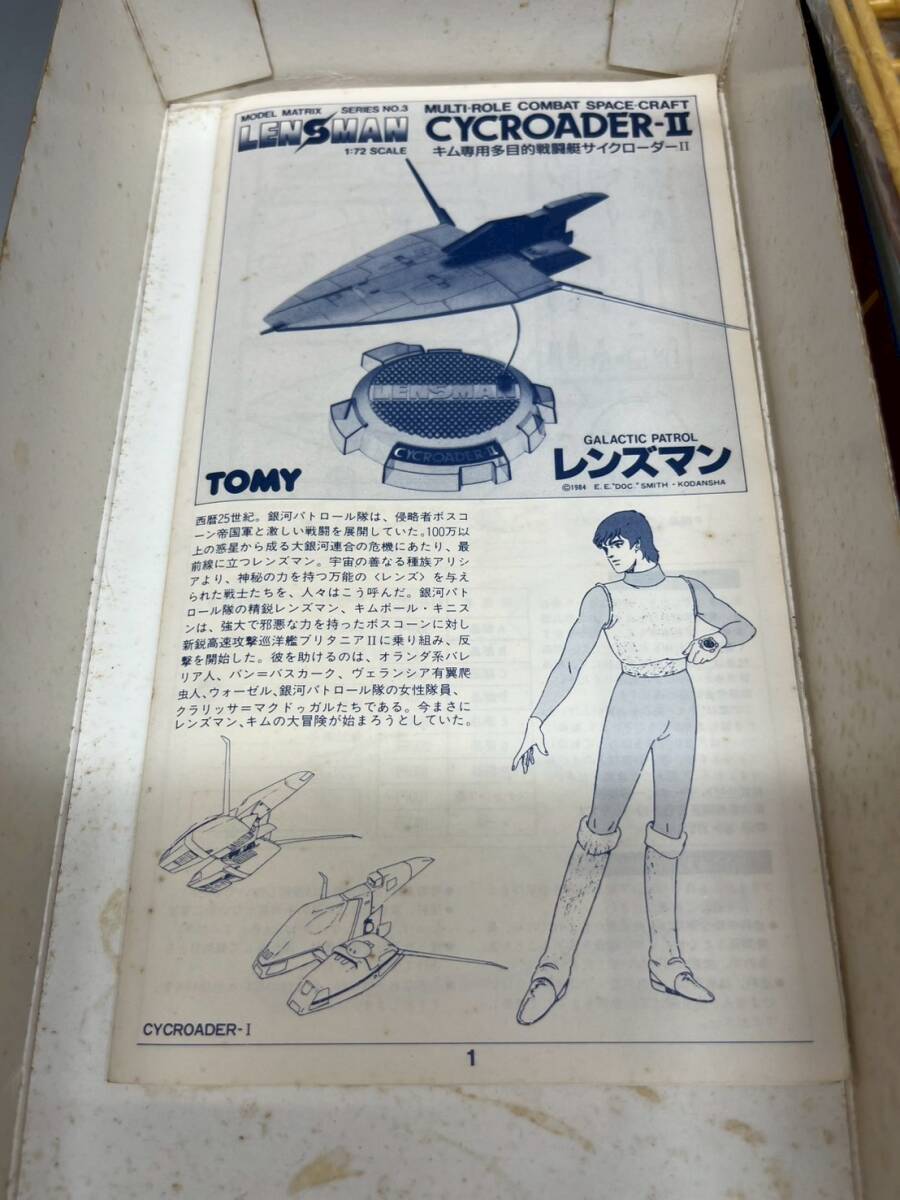 MODEL MATRIX SERIES NO.3
LENSMAN
1:72 SCALE
MULTI-ROLE COMBAT SPACE-CRAFT
CYCROADER-II
キム専用多目的戦闘艇サイクローダーII
LENSMAN
CYCROADER-II
TOMY
GALACTIC PATROL
レンズマン
©1984 E.E."DOC."SMITH・KODANSHA
西暦25世紀。銀河パトロール隊は、侵略者ボスコ
ーン帝国軍と激しい戦闘を展開していた。100万以
上の惑星から成る大銀河連合の危機にあたり、最
前線に立つレンズマン。宇宙の善なる種族アリシ
アより、神秘の力を持つ万能の〈レンズ〉を与え
られた戦士たちを、人々はこう呼んだ。銀河パト
ロール隊の精鋭レンズマン、キムボール・キニス
ンは、強大で邪悪な力を持ったボスコーンに対し
新鋭高速攻撃巡洋艦ブリタニアIIに乗り組み、反
撃を開始した。彼を助けるのは、オランダ系バレ
リア人、バン=バスカーク、ヴェランシア有翼爬
虫人、ウォーゼル、銀河パトロール隊の女性隊員、
クラリッサ=マクドゥガルたちである。今まさに
レンズマン、キムの大冒険が始まろうとしていた。
CYCROADER-I
1